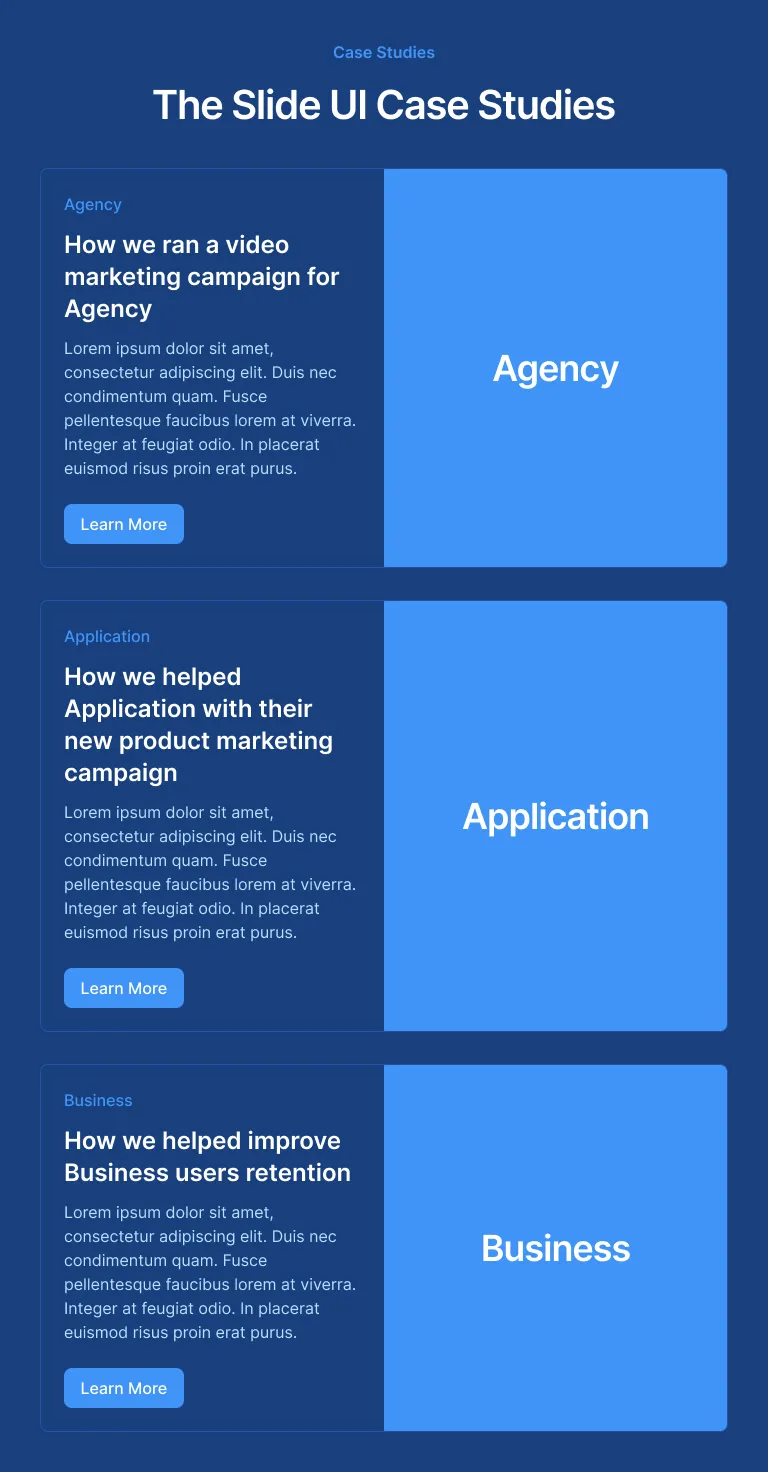 Case Studies
The Slide UI Case Studies
Agency
How we ran a video
marketing campaign for
Agency
Lorem ipsum dolor sit amet,
consectetur adipiscing elit. Duis nec
condimentum quam. Fusce
pellentesque faucibus lorem at viverra.
Integer at feugiat odio. In placerat
euismod risus proin erat purus.
Learn More
Agency
Application
How we helped
Application with their
new product marketing
campaign
Lorem ipsum dolor sit amet,
consectetur adipiscing elit. Duis nec
condimentum quam. Fusce
pellentesque faucibus lorem at viverra.
Integer at feugiat odio. In placerat
euismod risus proin erat purus.
Learn More
Application
Business
How we helped improve
Business users retention
Lorem ipsum dolor sit amet,
consectetur adipiscing elit. Duis nec
condimentum quam. Fusce
pellentesque faucibus lorem at viverra.
Integer at feugiat odio. In placerat
euismod risus proin erat purus.
Learn More
Business